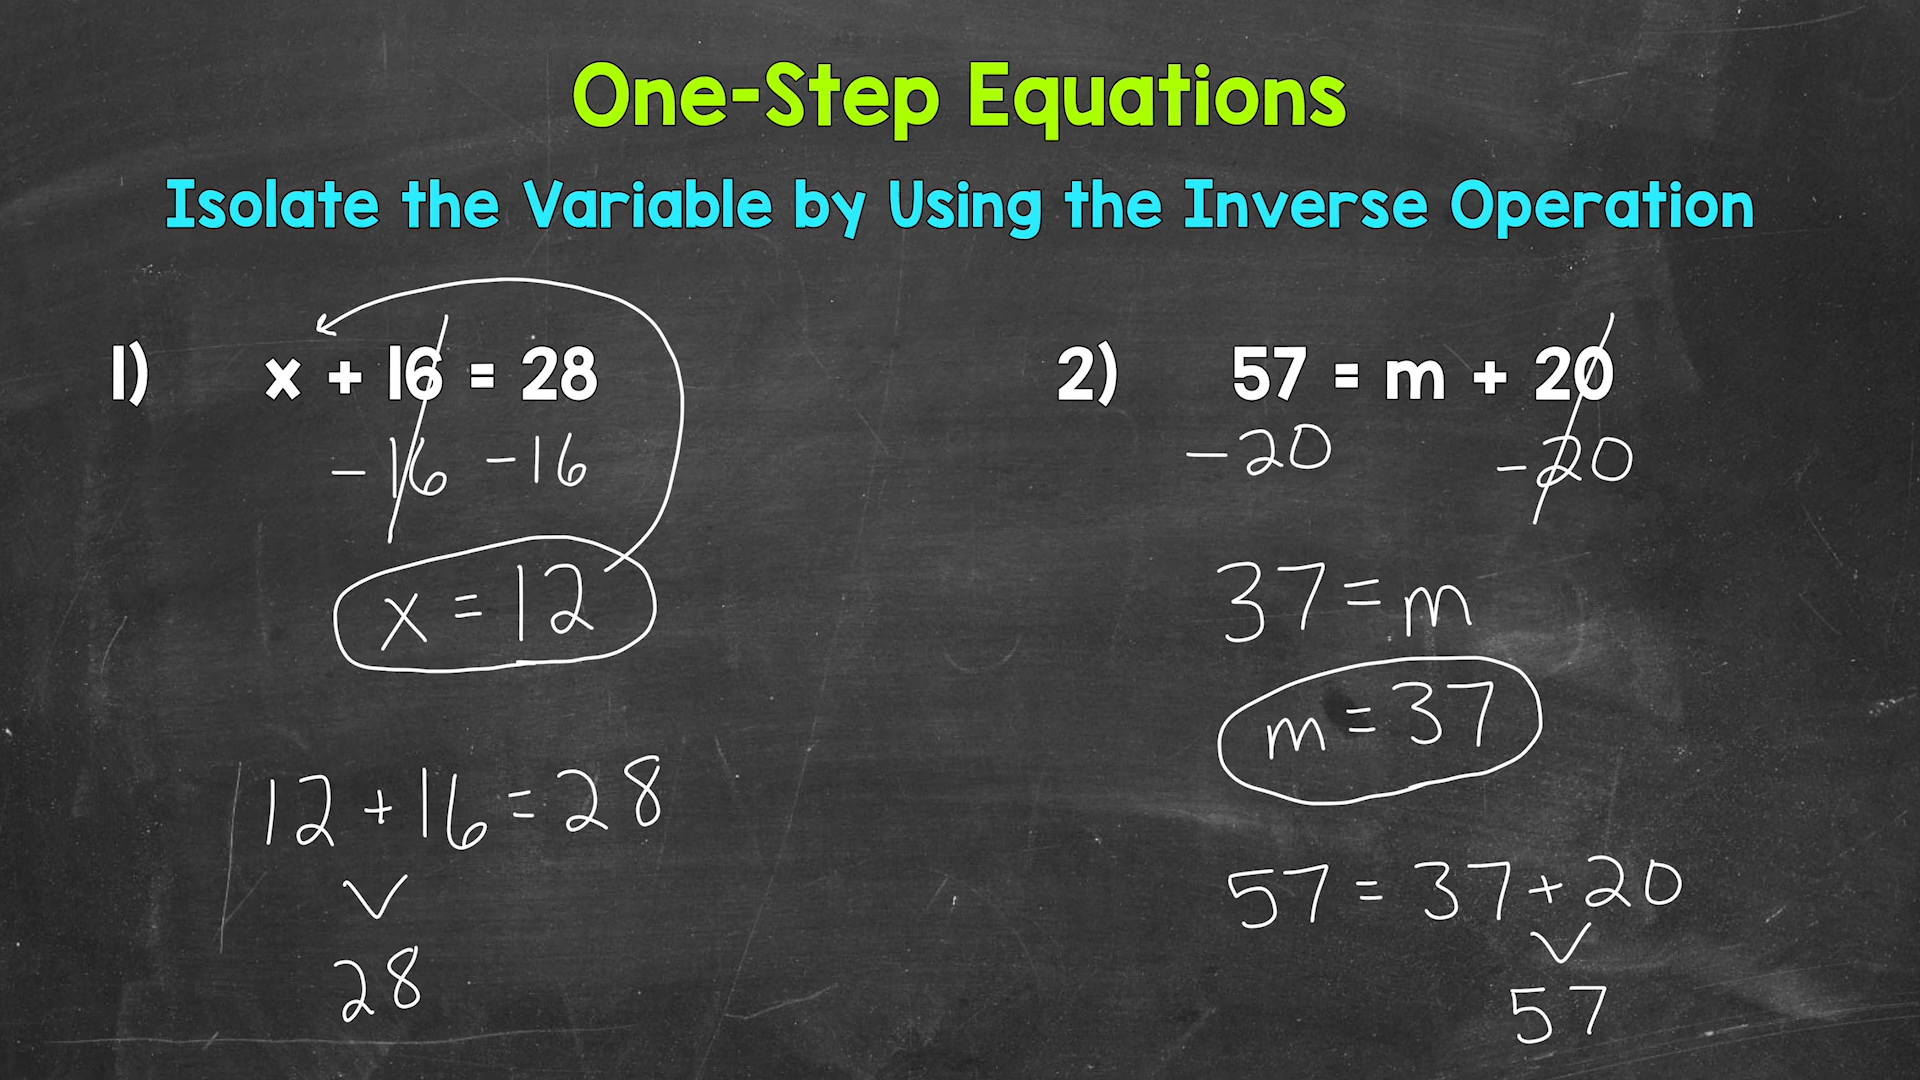 One-Step Equations
Isolate the Variable by Using the Inverse Operation
1) x + 16 = 28
- 16 - 16
x = 12
12 + 16 = 28
28
2) 57 = m + 20
- 20 - 20
37 = m
m = 37
57 = 37 + 20
57